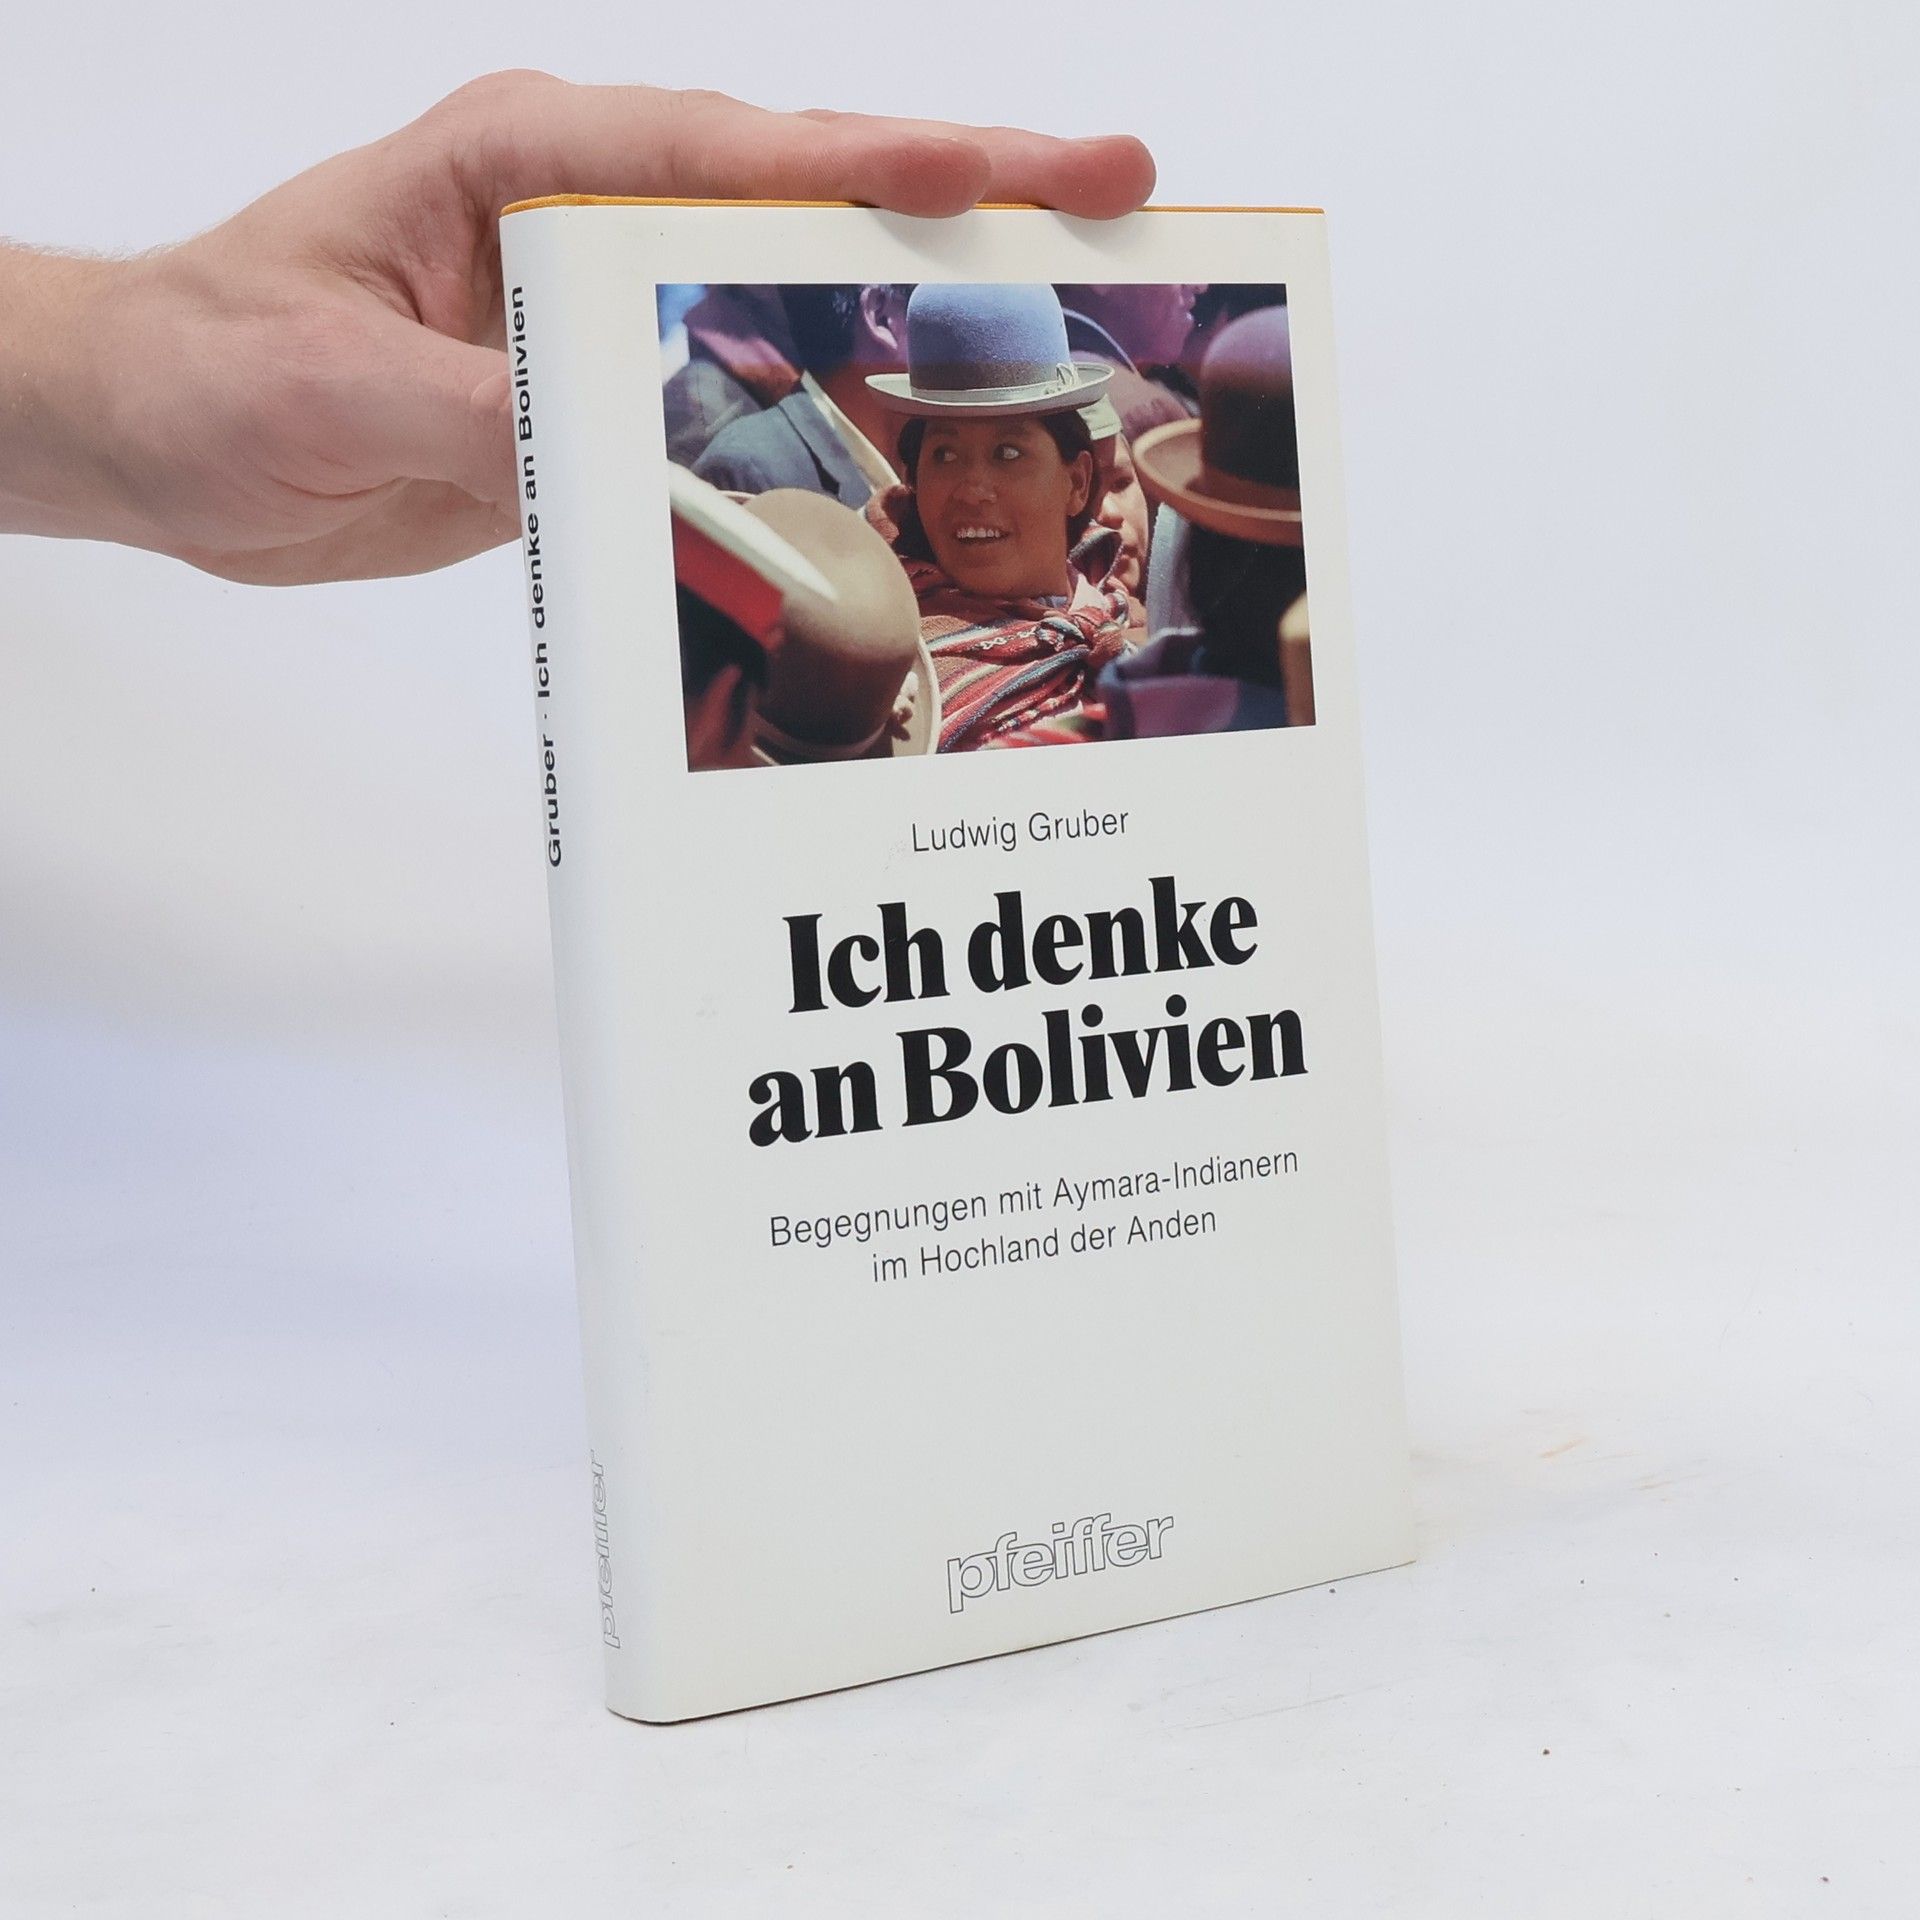 Gruber · Ich denke an Bolivien
pfeiffer
Ludwig Gruber
Ich denke
an Bolivien
Begegnungen mit Aymara-Indianern
im Hochland der Anden
pfeiffer